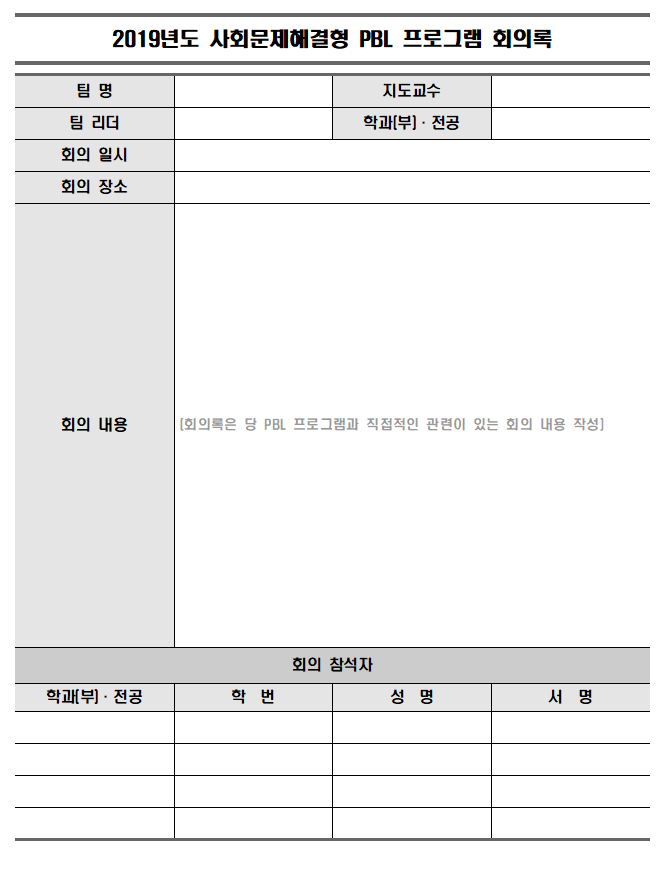 2019년도 사회문제해결형 PBL 프로그램 회의록
팀 명 지도교수
팀 리더 학과(부) · 전공
회의 일시
회의 장소
회의 내용 (회의록은 당 PBL 프로그램과 직접적인 관련이 있는 회의 내용 작성)
회의 참석자
학과(부) · 전공 학 번 성 명 서 명